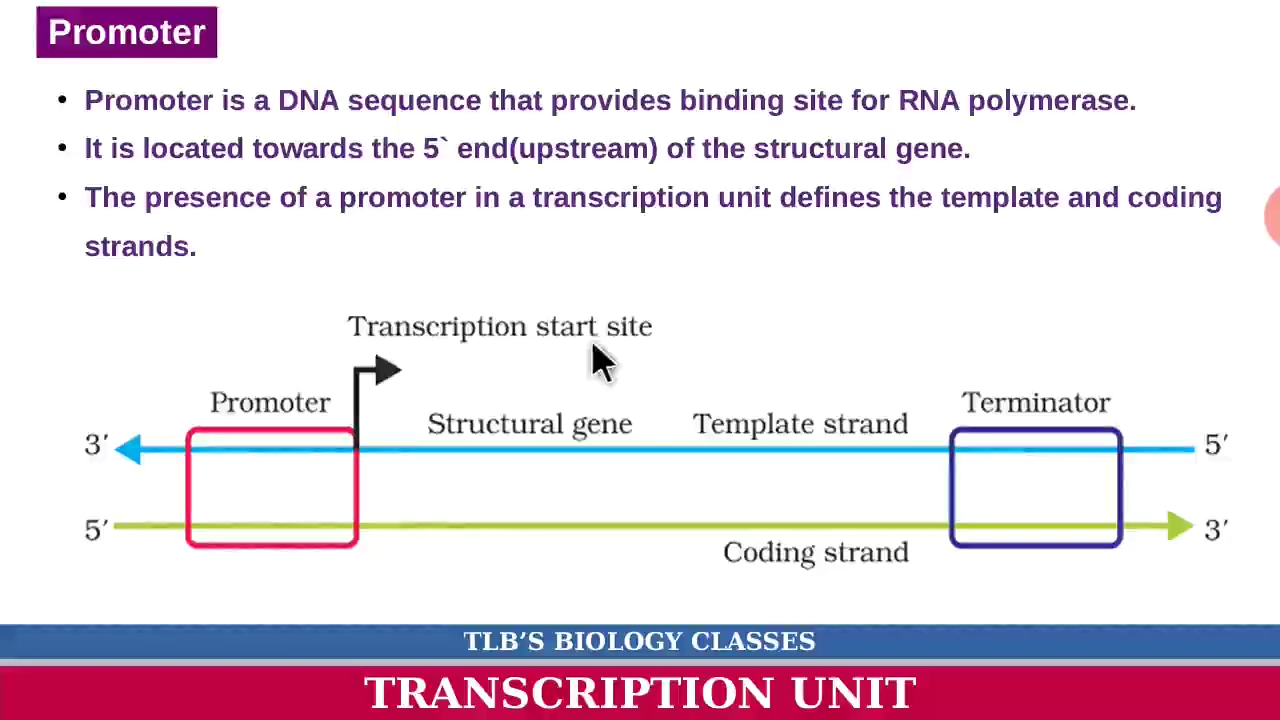 Promoter
• Promoter is a DNA sequence that provides binding site for RNA polymerase.
• It is located towards the 5` end(upstream) of the structural gene.
• The presence of a promoter in a transcription unit defines the template and coding
strands.
Transcription start site
Promoter
Structural gene
Template strand
Terminator
3′
5′
5′
3′
Coding strand
TLB’S BIOLOGY CLASSES
TRANSCRIPTION UNIT